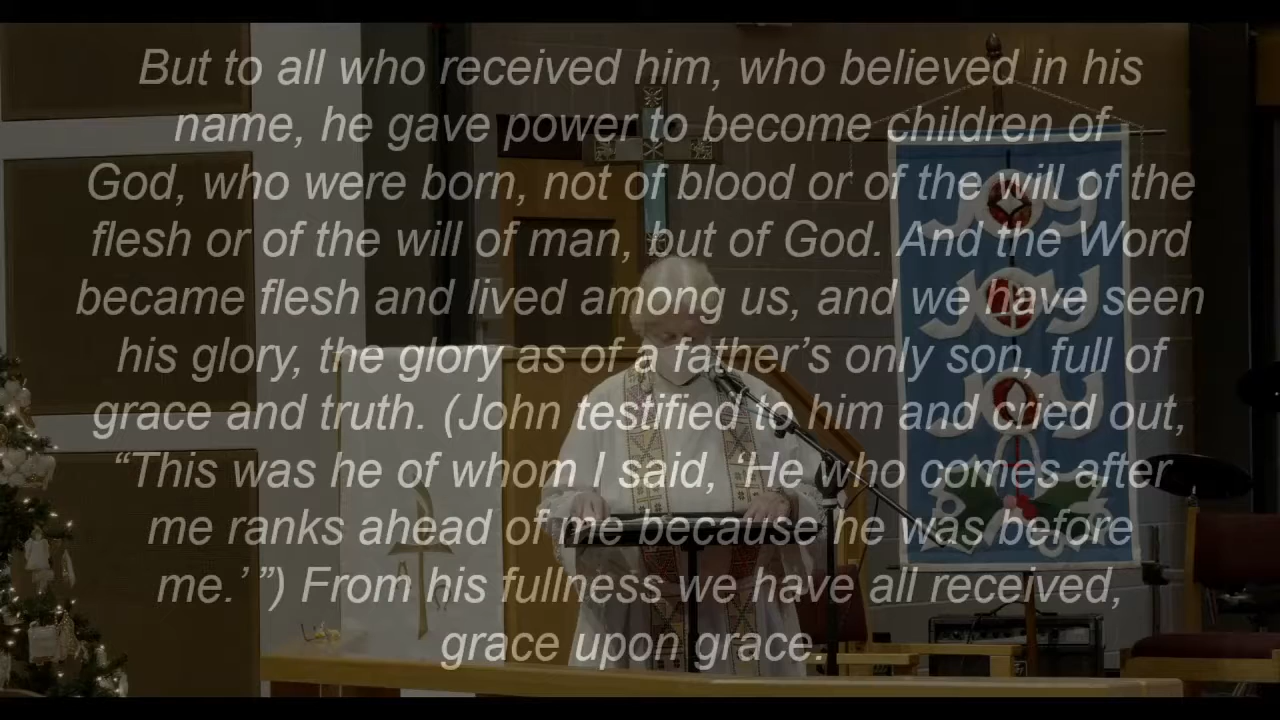 But to all who received him, who believed in his
name, he gave power to become children of
God, who were born, not of blood or of the will of the
flesh or of the will of man, but of God. And the Word
became flesh and lived among us, and we have seen
his glory, the glory as of a father’s only son, full of
grace and truth. (John testified to him and cried out,
“This was he of whom I said, ‘He who comes after
me ranks ahead of me because he was before
me.’ ”) From his fullness we have all received,
grace upon grace.
JOY
JOY
JOY